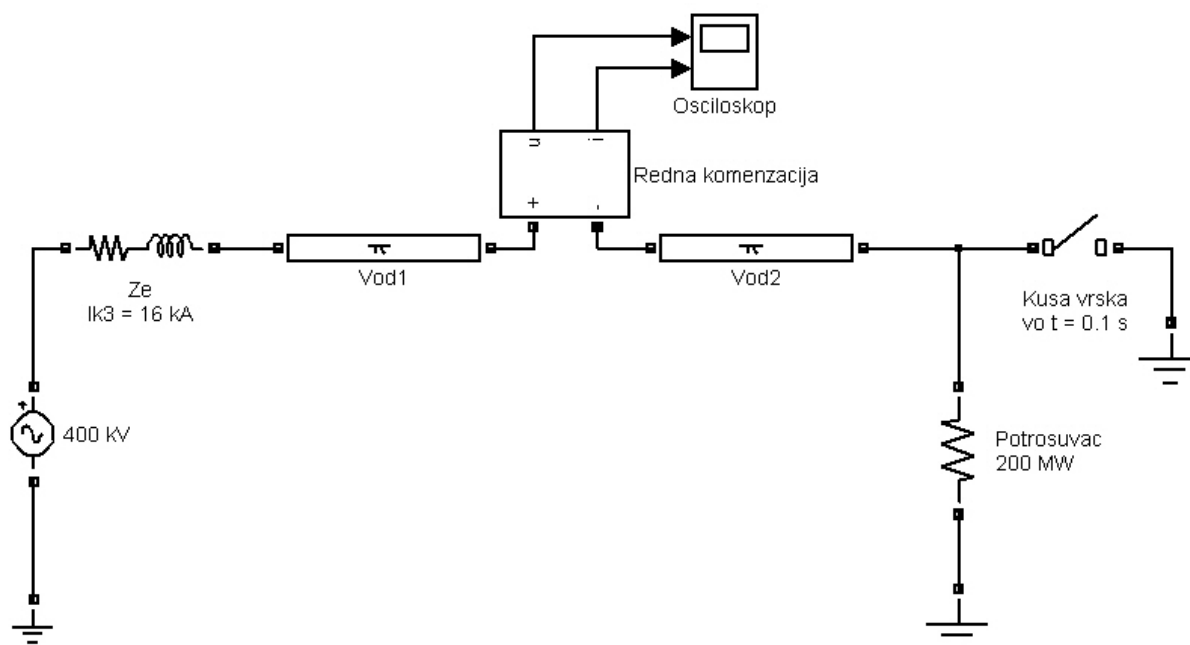 Osciloskop
u i
Redna komenzacija
+ -
Vod1
Vod2
Ze
Ik3 = 16 kA
Kusa vrska
vo t = 0.1 s
+
400 kV
Potrosuvac
200 MW